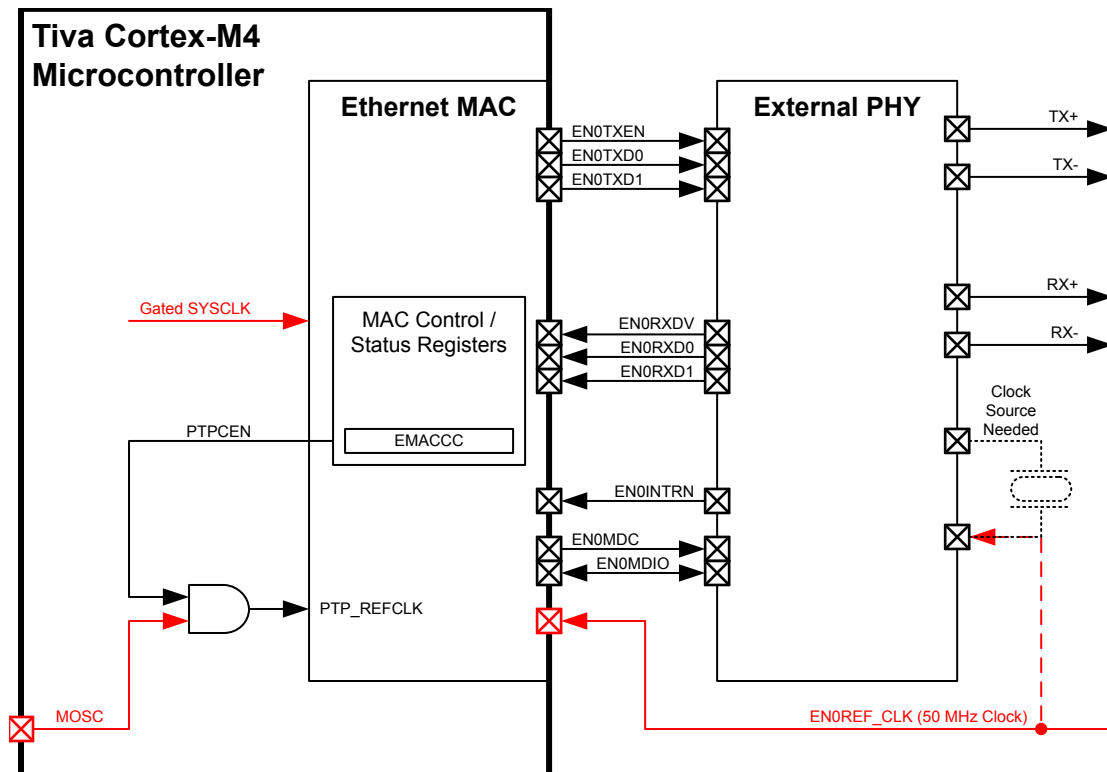 Tiva Cortex-M4
Microcontroller
Ethernet MAC
External PHY
EN0TXEN
EN0TXD0
EN0TXD1
TX+
TX-
Gated SYSCLK
MAC Control /
Status Registers
EMACCC
EN0RXDV
EN0RXD0
EN0RXD1
RX+
RX-
Clock
Source
Needed
PTPCEN
EN0INTRN
EN0MDC
EN0MDIO
PTP_REFCLK
MOSC
EN0REF_CLK (50 MHz Clock)